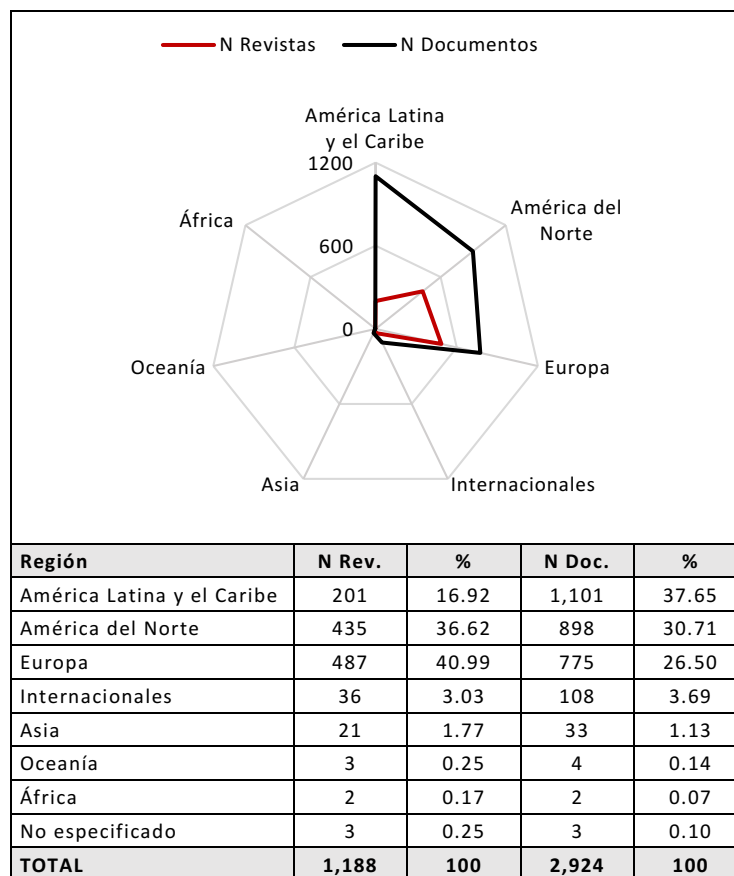 N Revistas N Documentos
América Latina
y el Caribe
1200
América del
Norte
África
600
0
Oceanía
Europa
Asia
Internacionales
Región N Rev. % N Doc. %
América Latina y el Caribe 201 16.92 1,101 37.65
América del Norte 435 36.62 898 30.71
Europa 487 40.99 775 26.50
Internacionales 36 3.03 108 3.69
Asia 21 1.77 33 1.13
Oceanía 3 0.25 4 0.14
África 2 0.17 2 0.07
No especificado 3 0.25 3 0.10
TOTAL 1,188 100 2,924 100